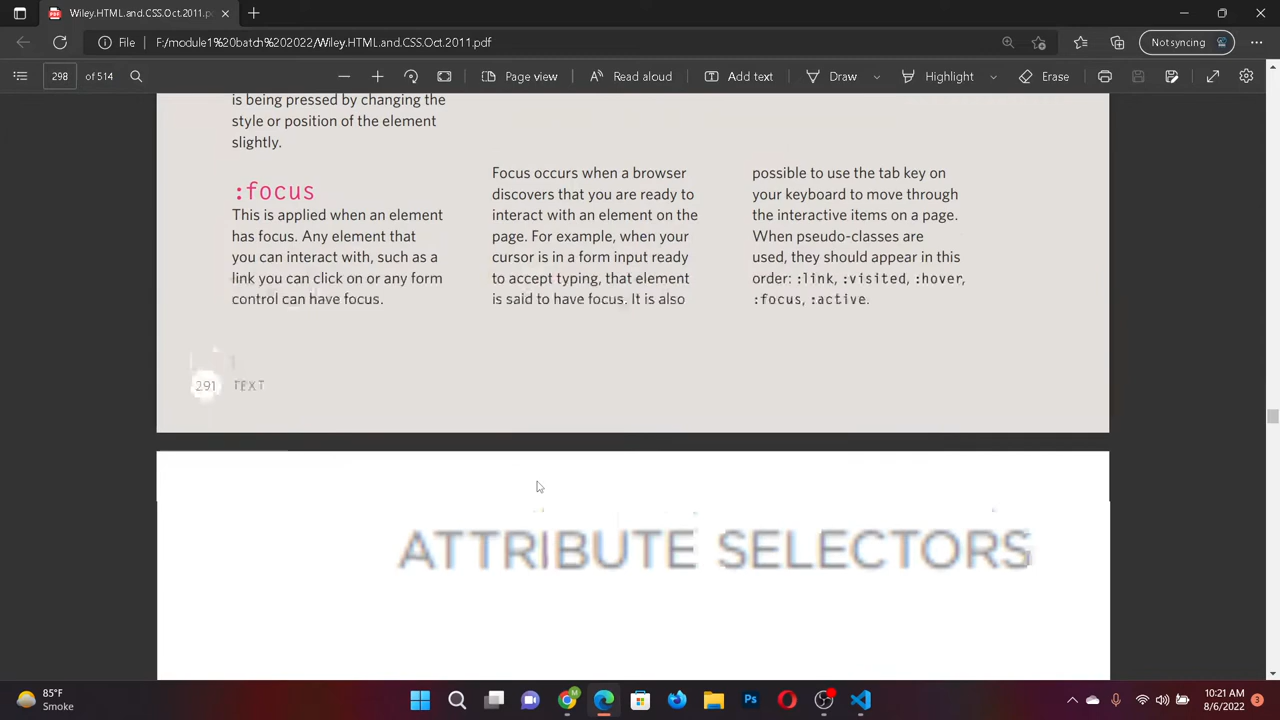 Wiley.HTML.and.CSS.Oct.2011.p
File F:/module1%20batch%202022/Wiley.HTML.and.CSS.Oct.2011.pdf
Not syncing
298 of 514
Page view
Read aloud
Add text
Draw
Highlight
Erase
is being pressed by changing the
style or position of the element
slightly.
:focus
This is applied when an element
has focus. Any element that
you can interact with, such as a
link you can click on or any form
control can have focus.
Focus occurs when a browser
discovers that you are ready to
interact with an element on the
page. For example, when your
cursor is in a form input ready
to accept typing, that element
is said to have focus. It is also
possible to use the tab key on
your keyboard to move through
the interactive items on a page.
When pseudo-classes are
used, they should appear in this
order: :link, :visited, :hover,
:focus, :active.
291 TEXT
ATTRIBUTE SELECTORS
85°F
Smoke
10:21 AM
8/6/2022
3